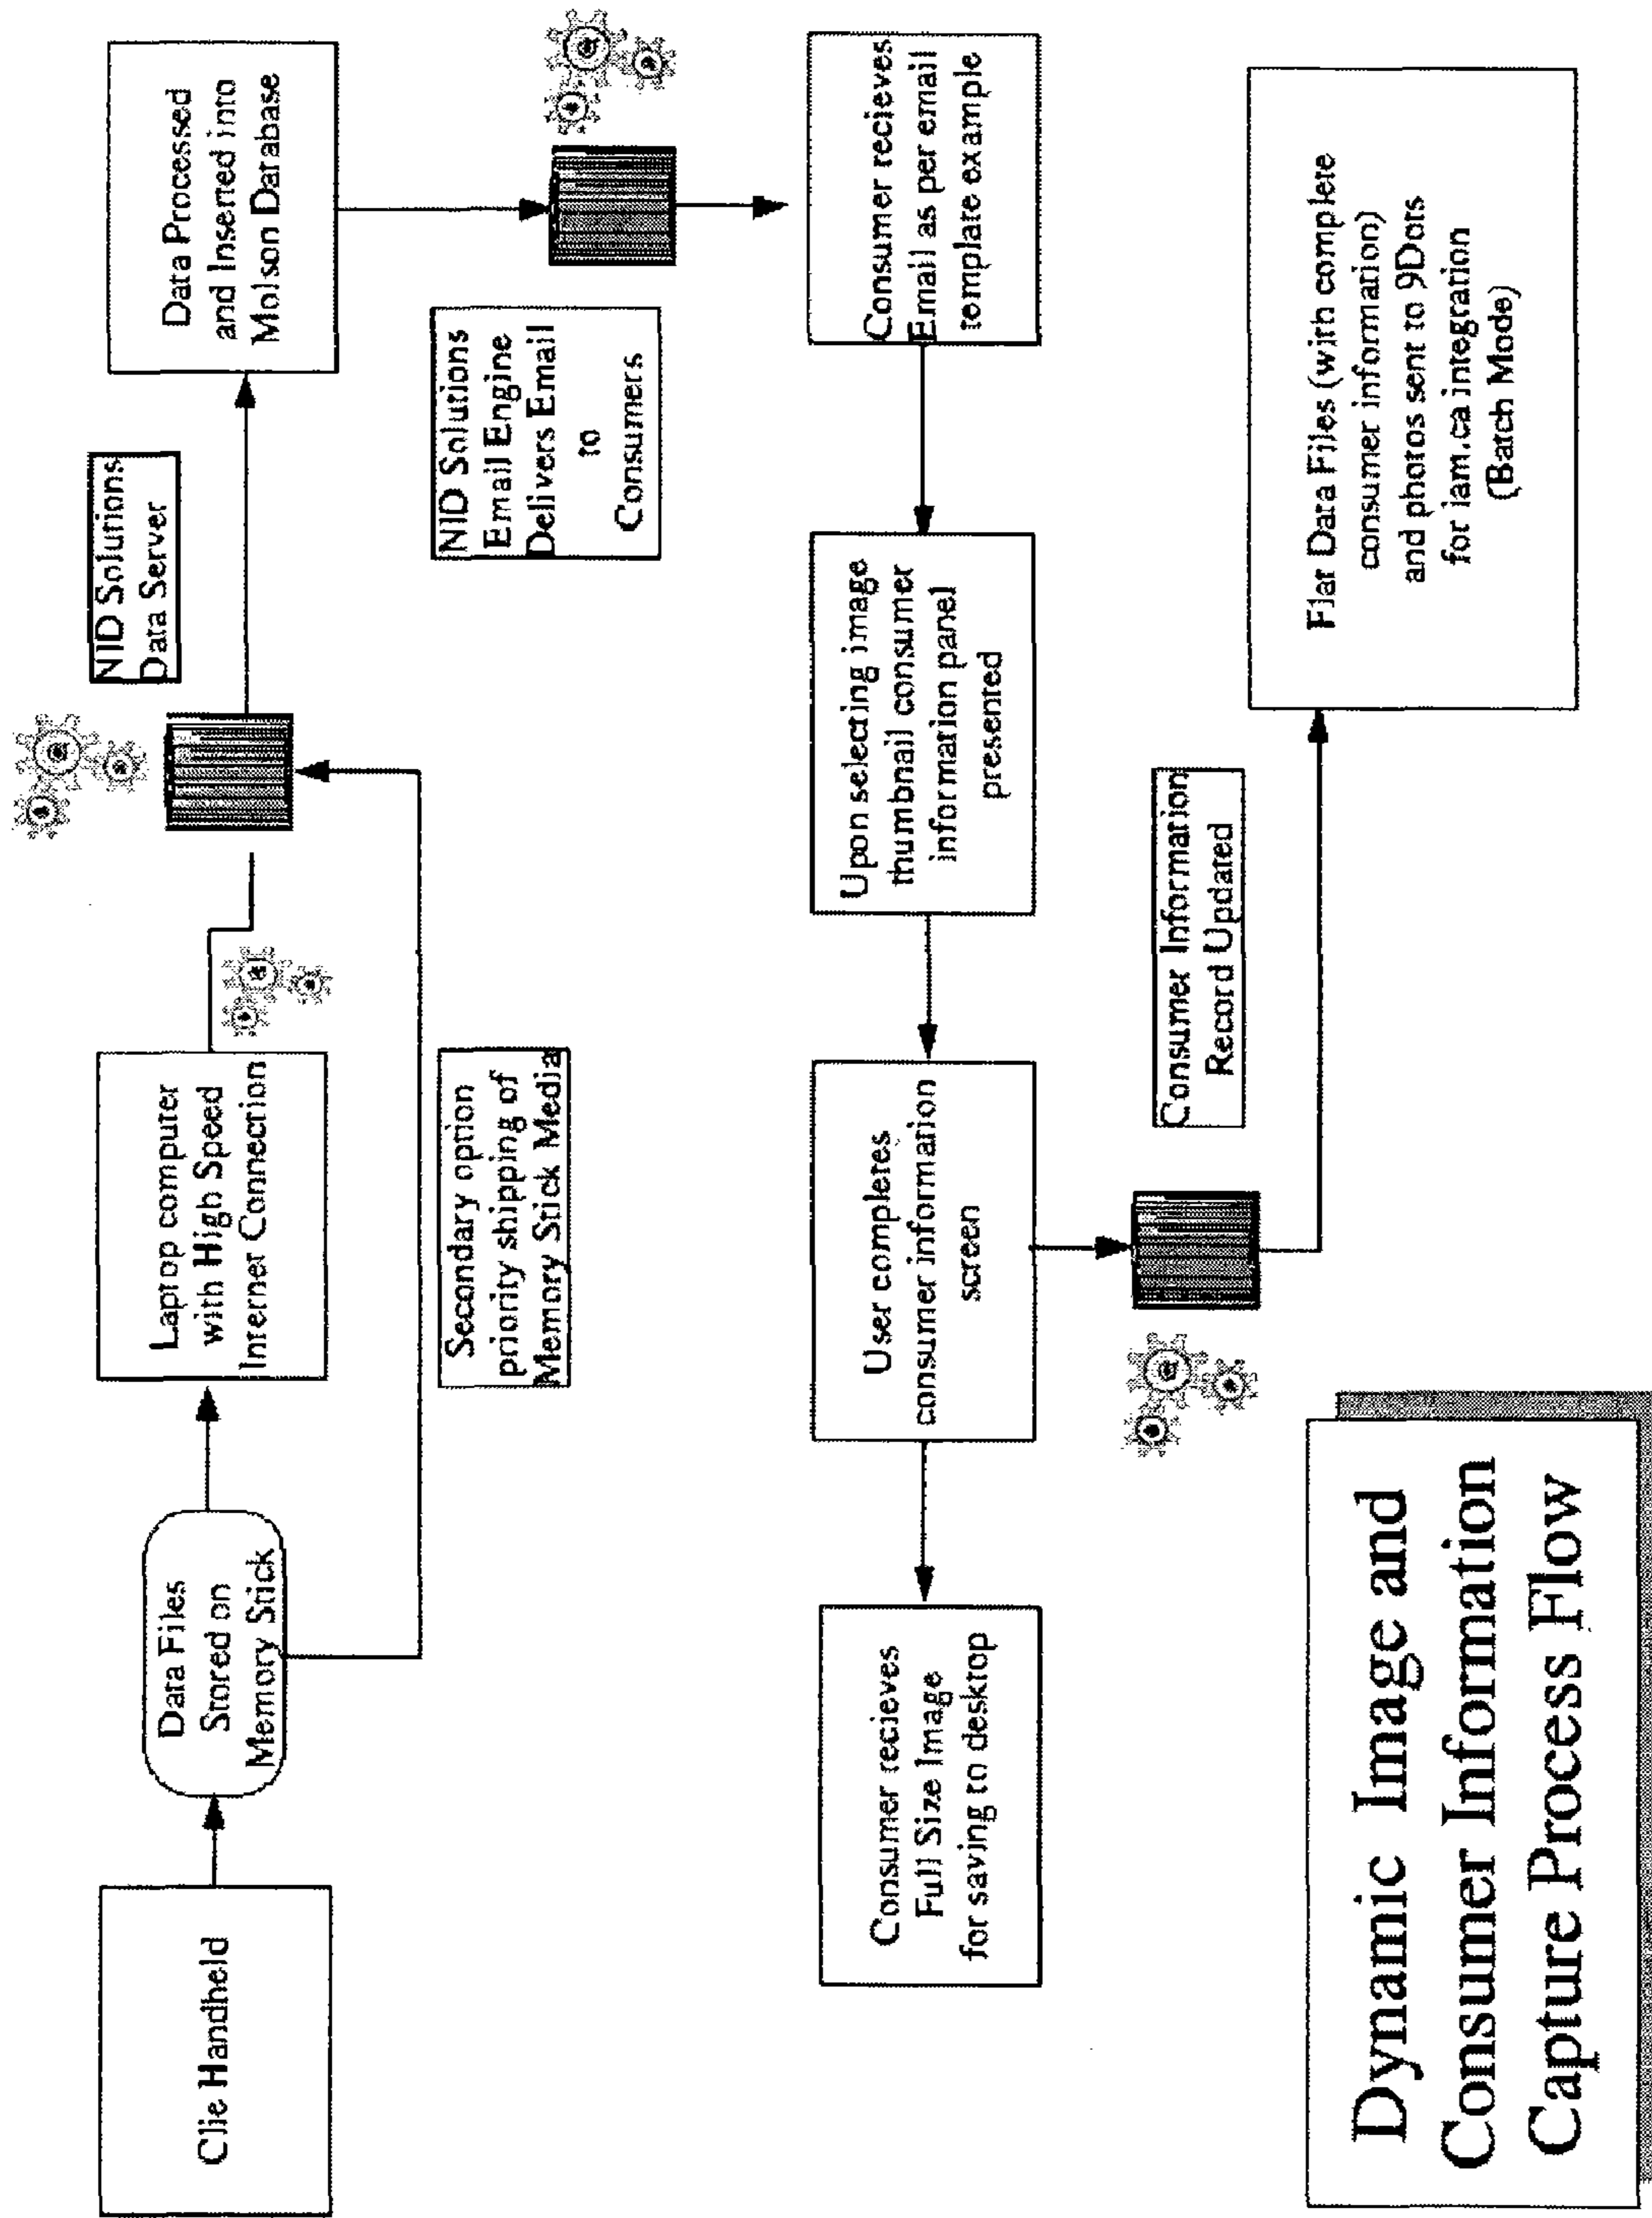 Clie Handheld
Data Files
Stored on
Memory Stick
Laptop computer
with High Speed
Internet Connection
Secondary option
priority shipping of
Memory Stick Media
NID Solutions
Data Server
Data Processed
and Inserted into
Molson Database
NID Solutions
Email Engine
Delivers Email
to
Consumers
Consumer recieves
Email as per email
template example
Upon selecting image
thumbnail consumer
information panel
presented
User completes
consumer information
screen
Consumer recieves
Full Size Image
for saving to desktop
Consumer Information
Record Updated
Flat Data Files (with complete
consumer information)
and photos sent to 9Dots
for iam.ca integration
(Batch Mode)
Dynamic Image and
Consumer Information
Capture Process Flow